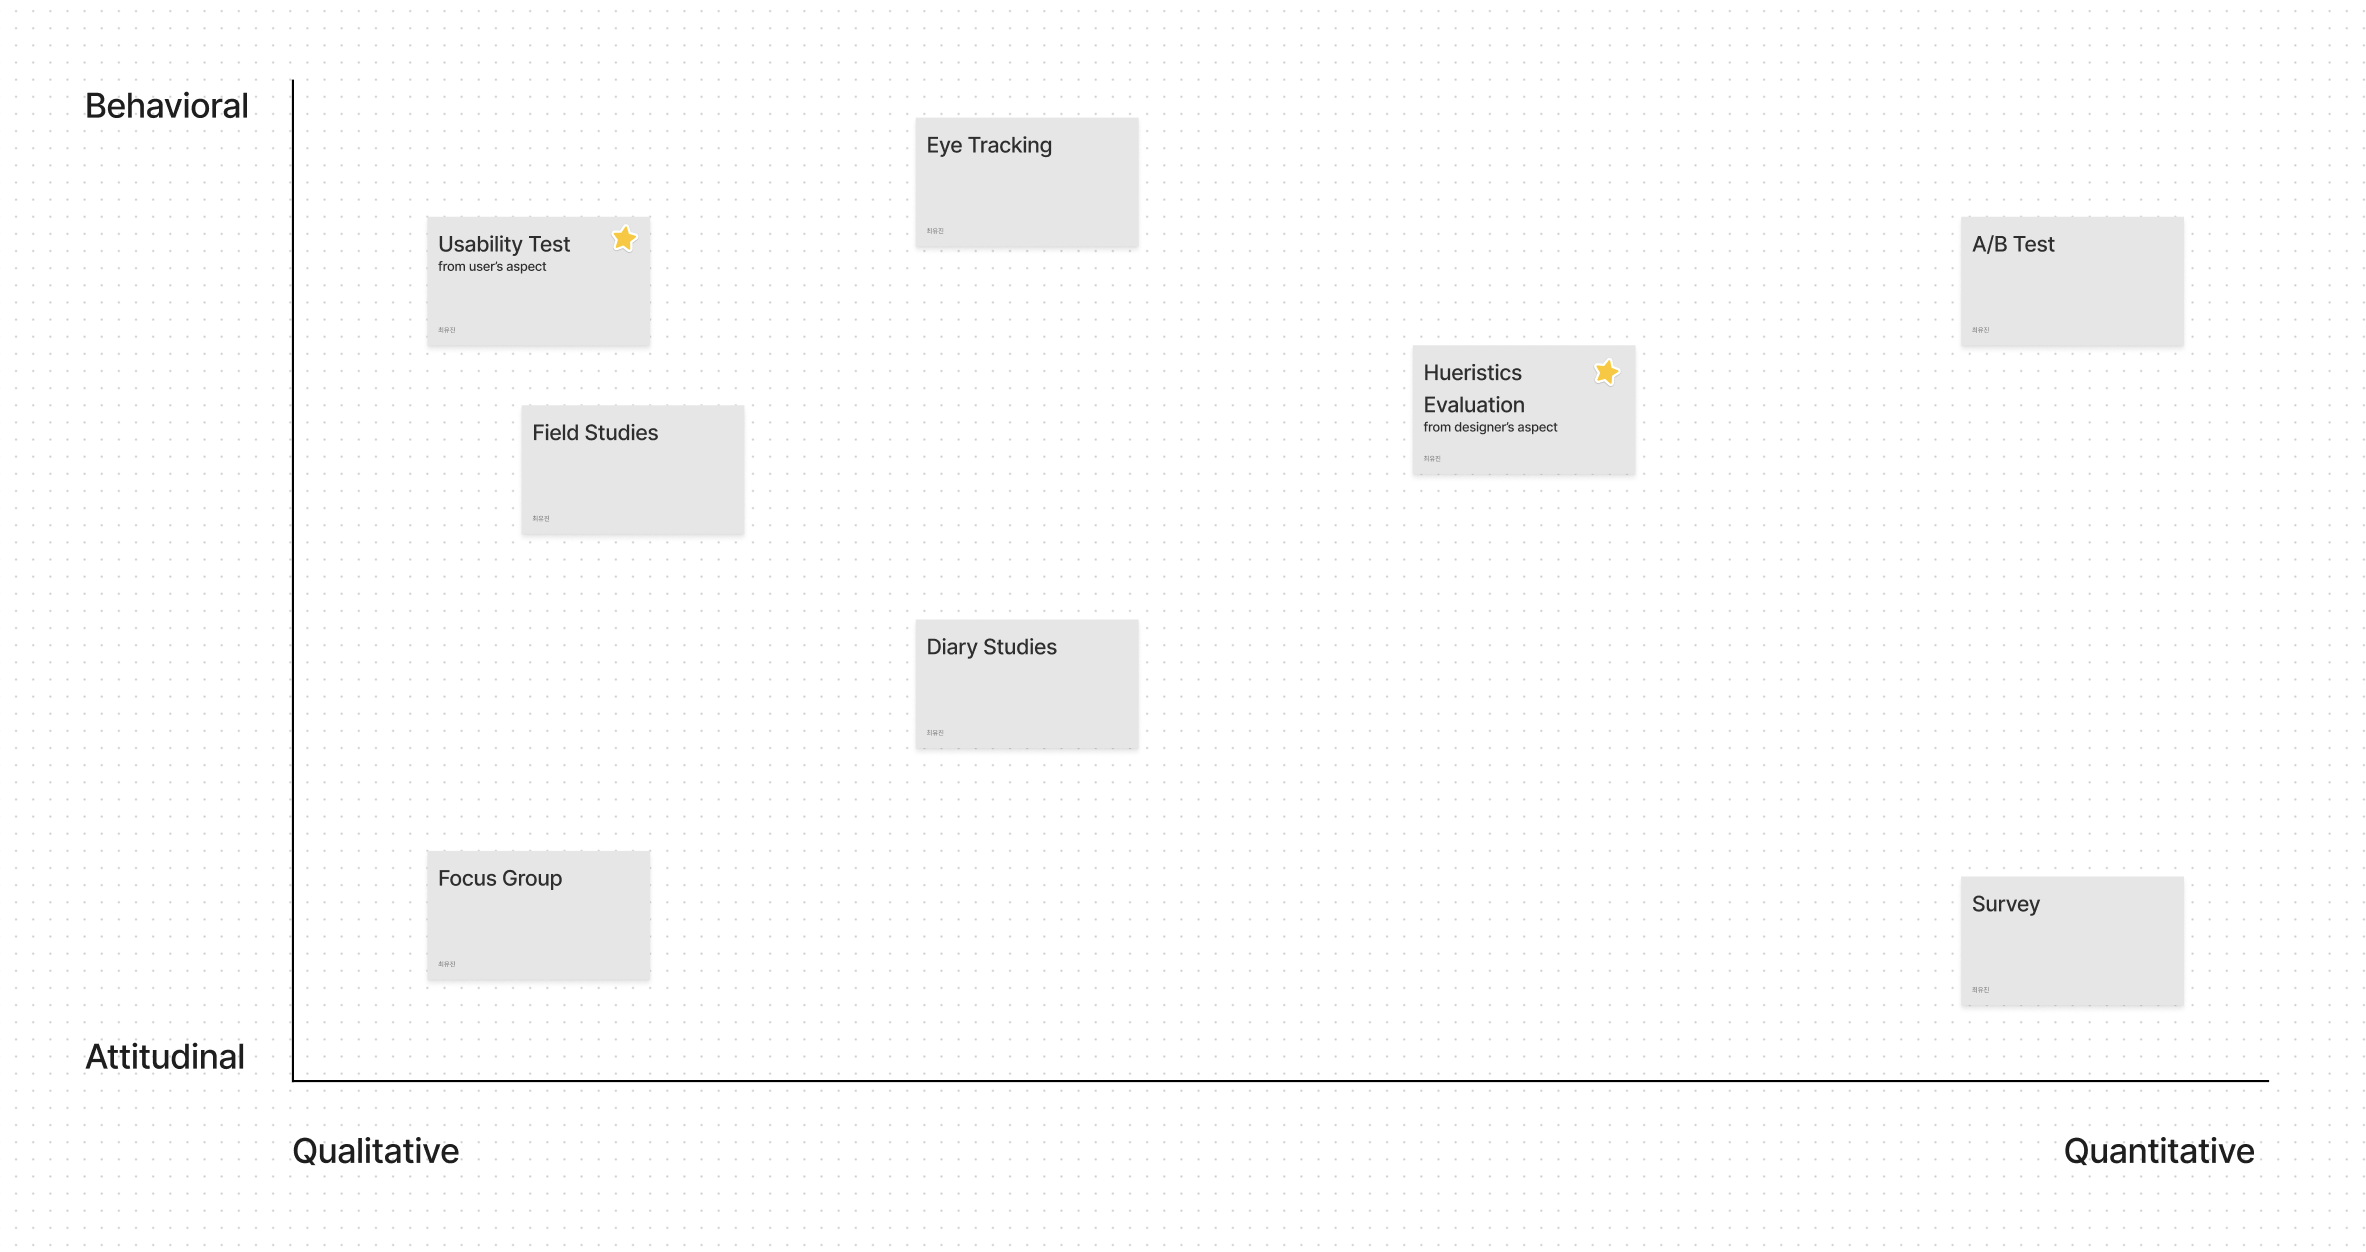 Behavioral
Eye Tracking
최유진
Usability Test
from user's aspect
최유진
A/B Test
최유진
Hueristics
Evaluation
from designer's aspect
최유진
Field Studies
최유진
Diary Studies
최유진
Focus Group
최유진
Survey
최유진
Attitudinal
Qualitative
Quantitative